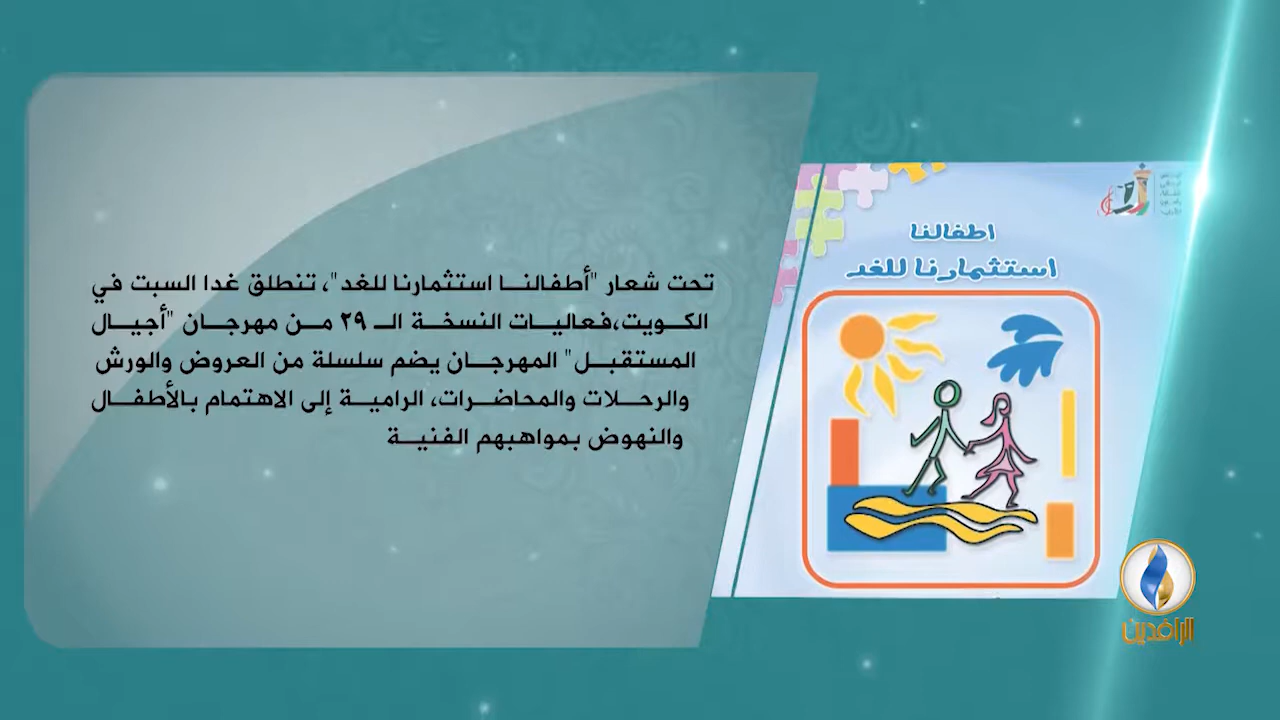 تحت شعار "أطفالنا استثمارنا للغد"، تنطلق غدا السبت في
الكويت،فعاليات النسخة الـ ٢٩ من مهرجان "أجيال
المستقبل" المهرجان يضم سلسلة من العروض والورش
والرحلات والمحاضرات، الرامية إلى الاهتمام بالأطفال
والنهوض بمواهبهم الفنية
اطفالنا
استثمارنا للغد
الرافدين